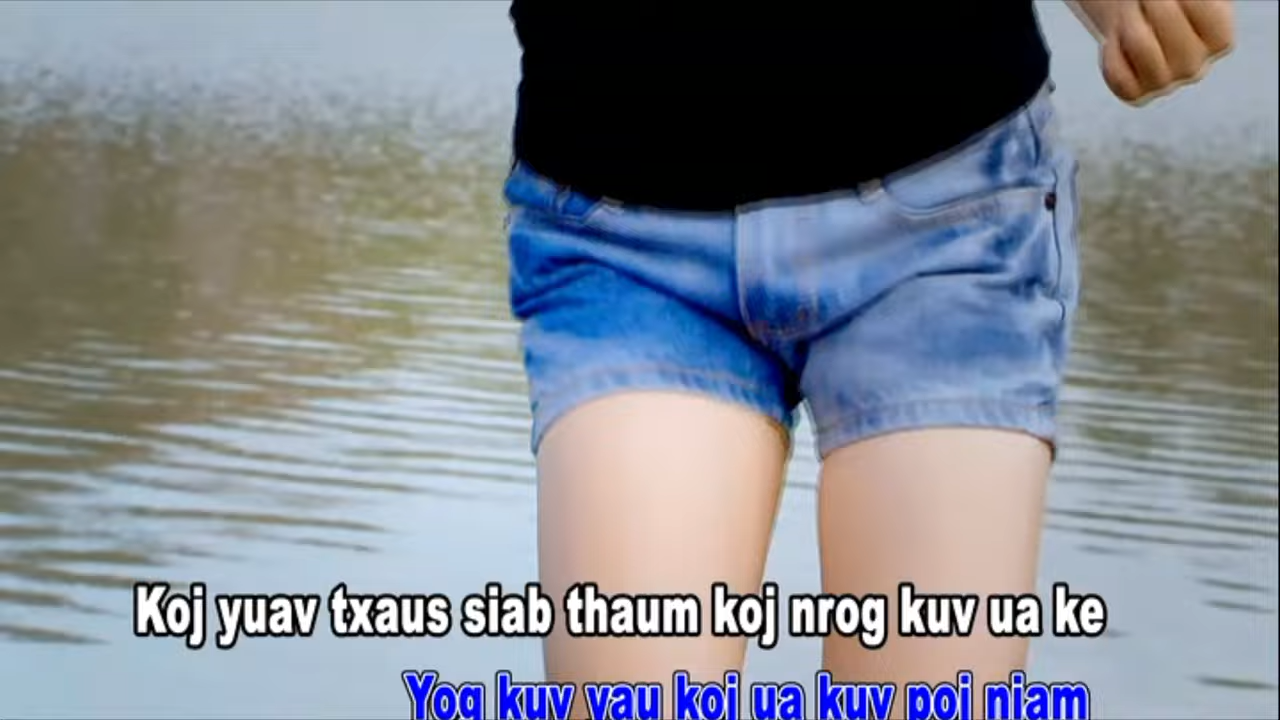 Koj yuav txaus siab thaum koj nrog kuv ua ke
Yog kuv yau koj ua kuv poj niam